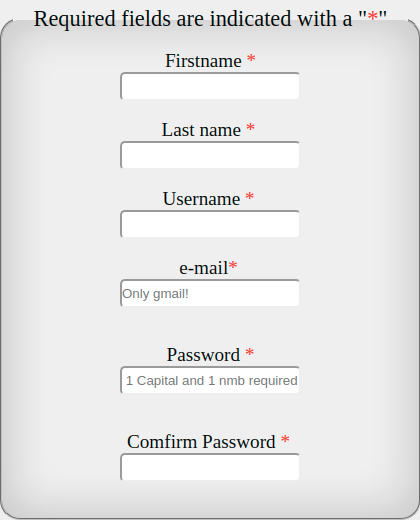 Required fields are indicated with a "*"
Firstname *
Last name *
Username *
e-mail*
Only gmail!
Password *
1 Capital and 1 nmb required
Comfirm Password *